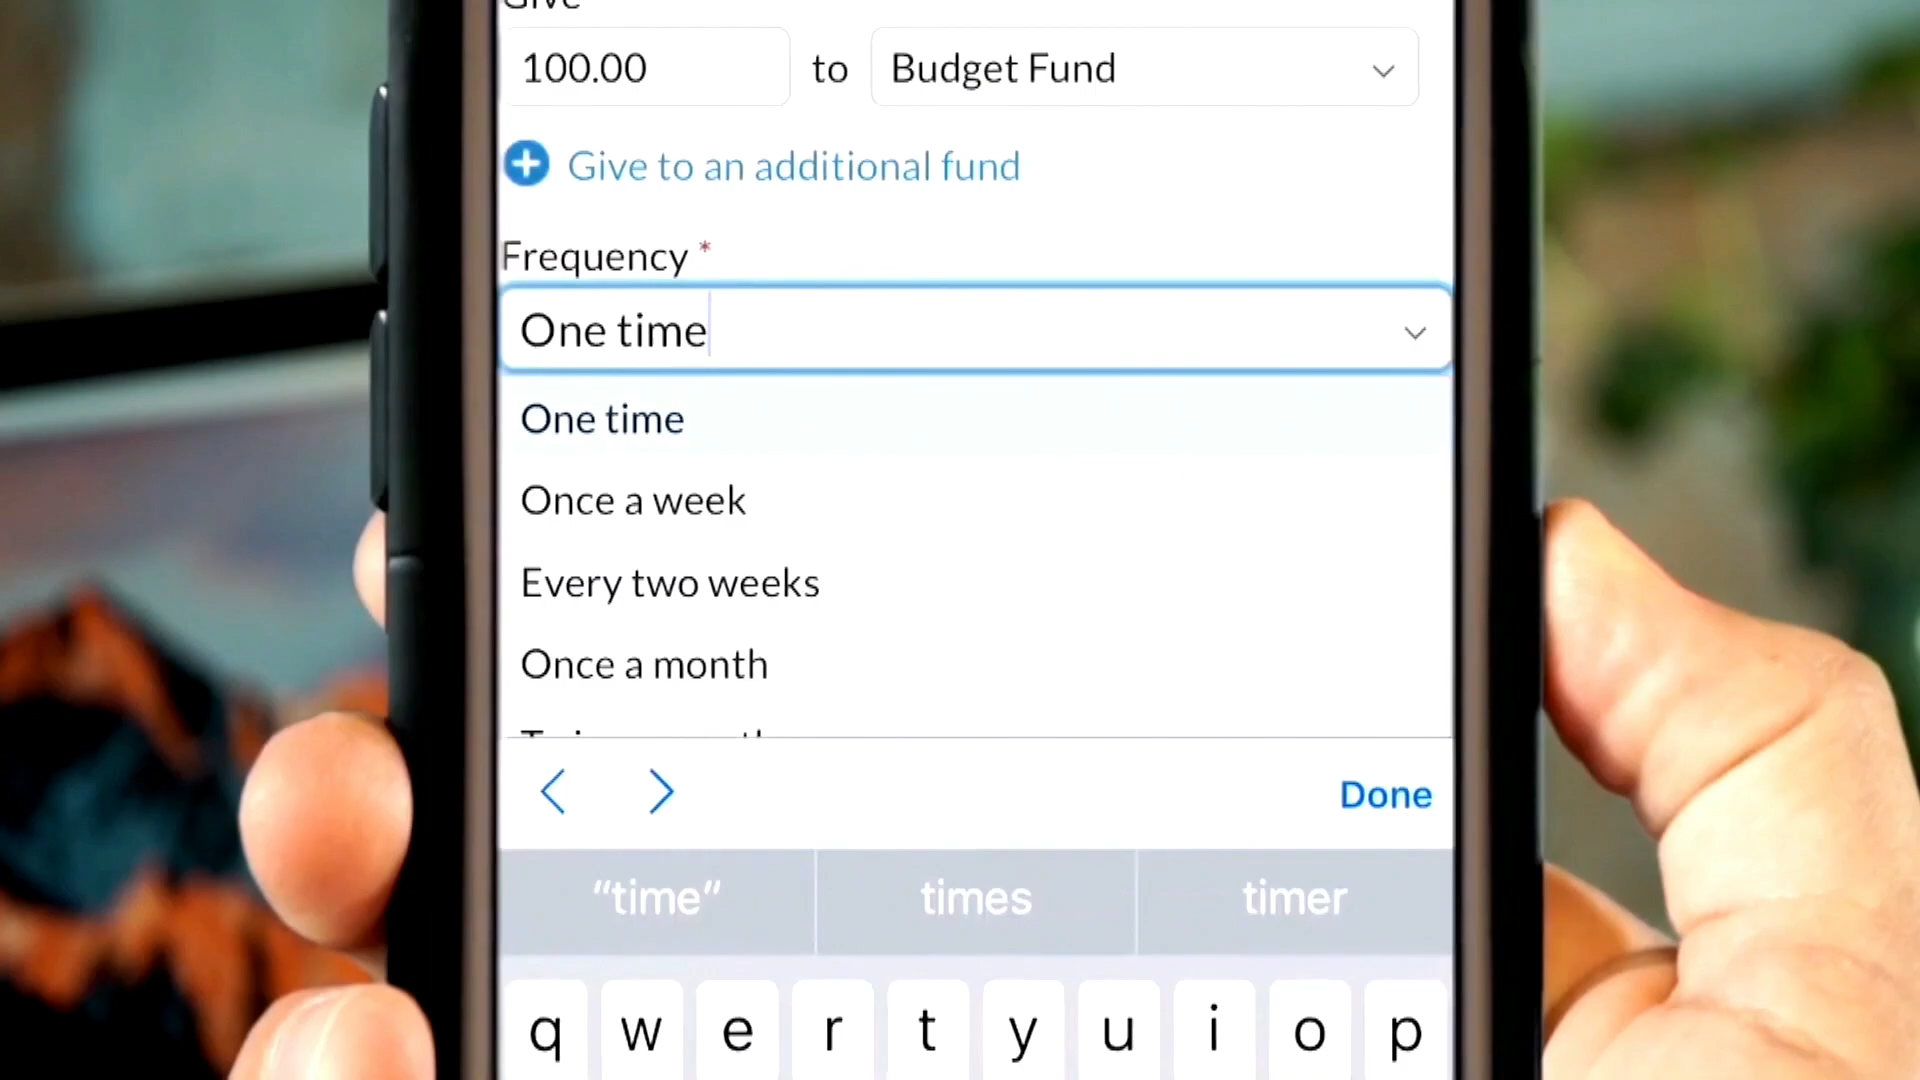 Give
100.00 to Budget Fund
Give to an additional fund
Frequency *
One time
One time
Once a week
Every two weeks
Once a month
Done
“time” times timer
q w e r t y u i o p